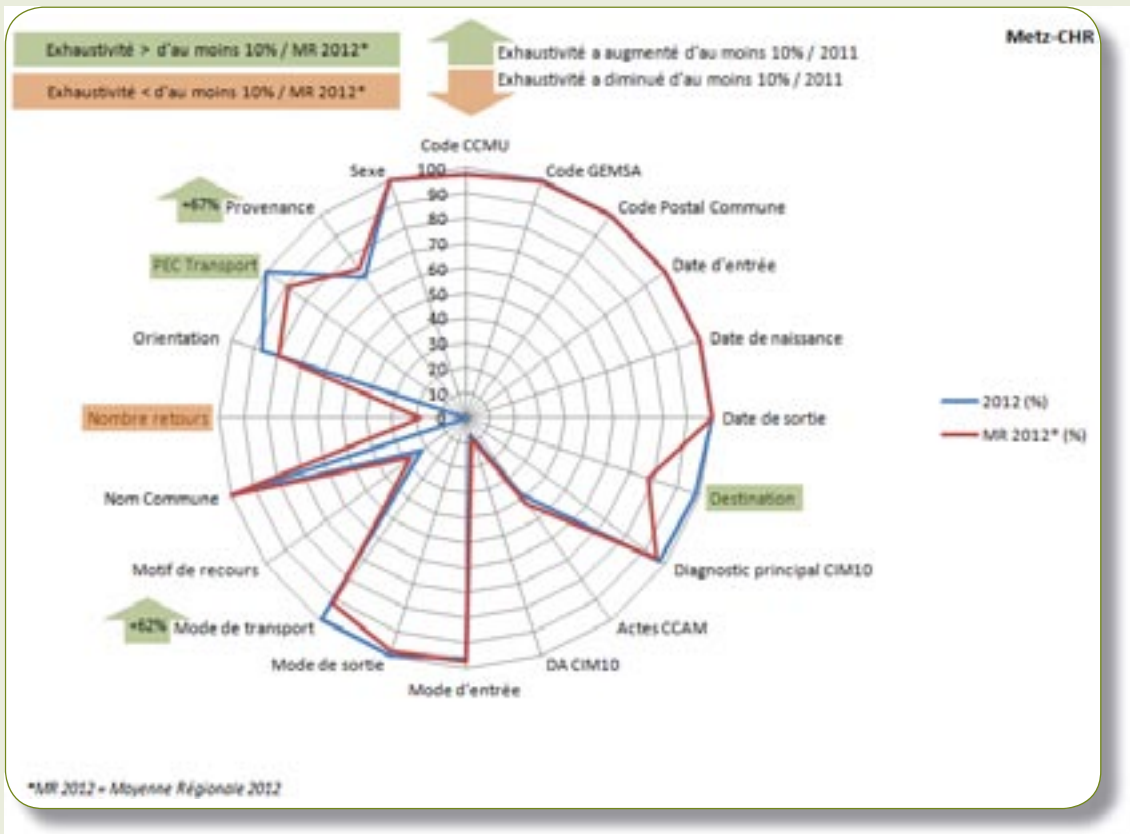 Metz-CHR
Exhaustivité > d'au moins 10% / MR 2012*
Exhaustivité < d'au moins 10% / MR 2012*
Exhaustivité a augmenté d'au moins 10% / 2011
Exhaustivité a diminué d'au moins 10% / 2011
Code CCMU
Code GEMSA
Code Postal Commune
Date d'entrée
Date de naissance
Date de sortie
Destination
Diagnostic principal CIM10
Actes CCAM
DA CIM10
Mode d'entrée
Mode de sortie
+62% Mode de transport
Motif de recours
Nom Commune
Nombre retours
Orientation
PEC Transport
+67% Provenance
Sexe
100
90
80
70
60
50
40
30
20
10
0
2012 (%)
MR 2012* (%)
*MR 2012 = Moyenne Régionale 2012